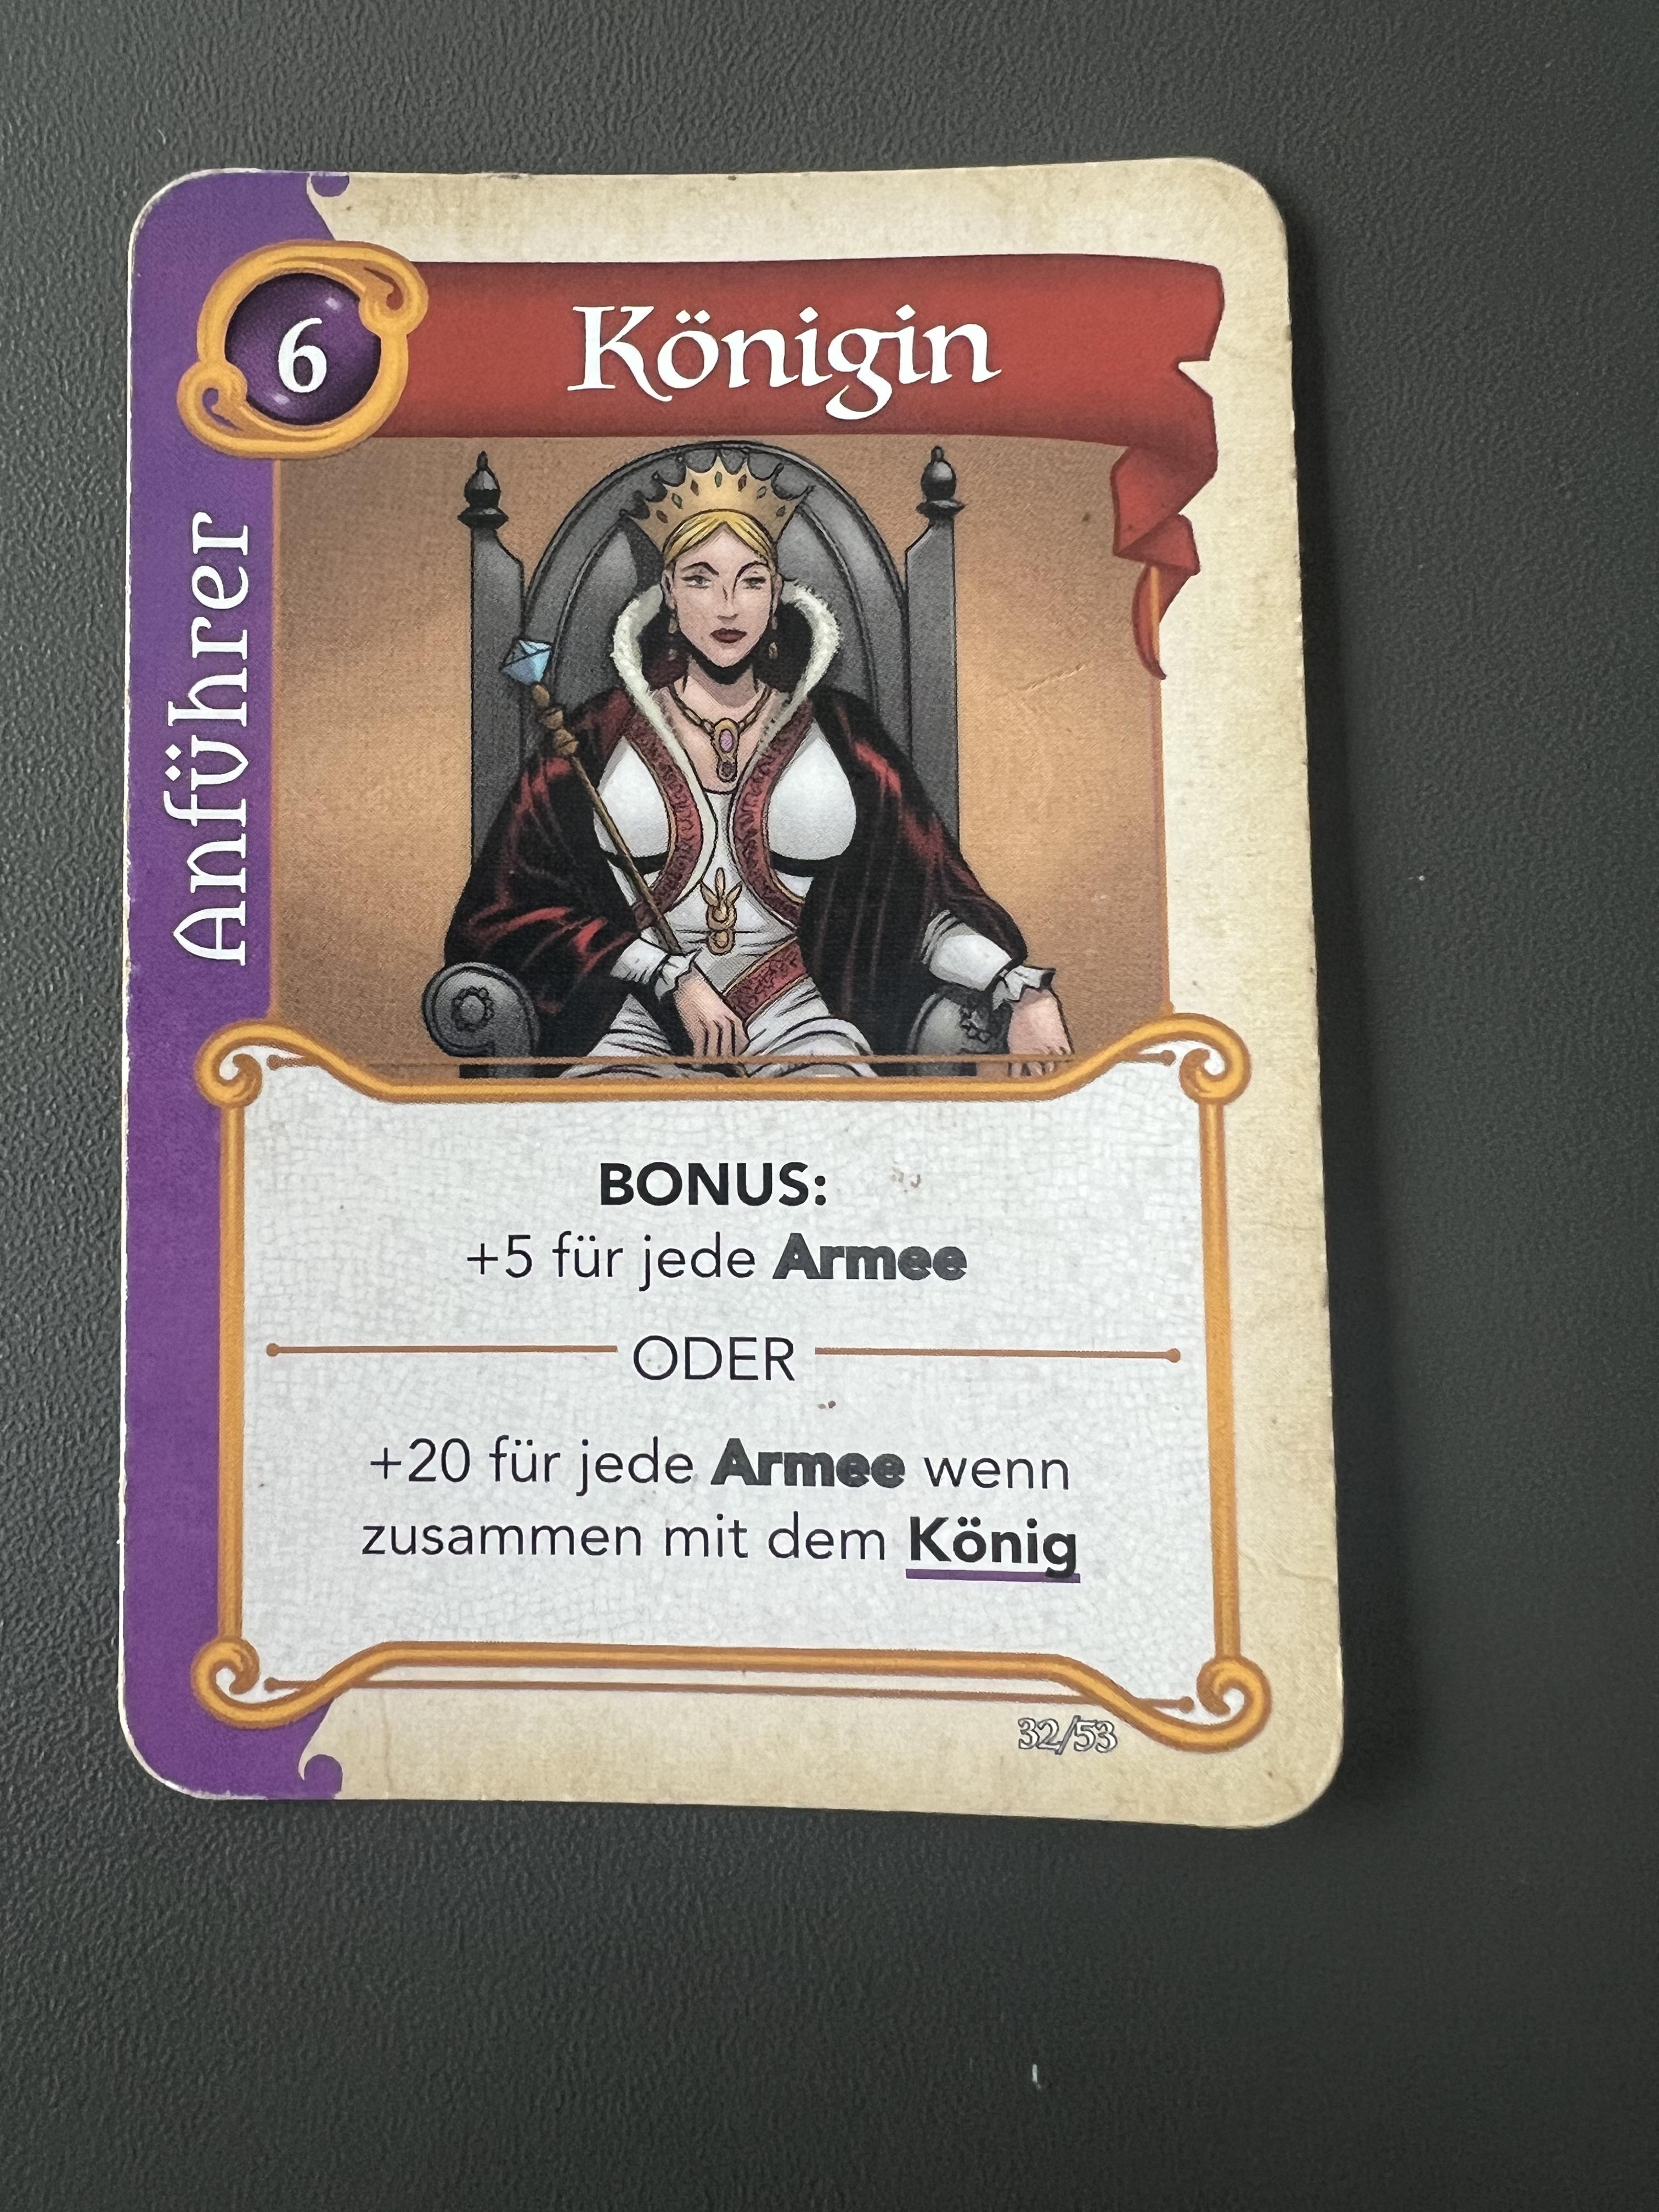 6
Königin
Anführer
BONUS:
+5 für jede Armee
ODER
+20 für jede Armee wenn
zusammen mit dem König
32/53